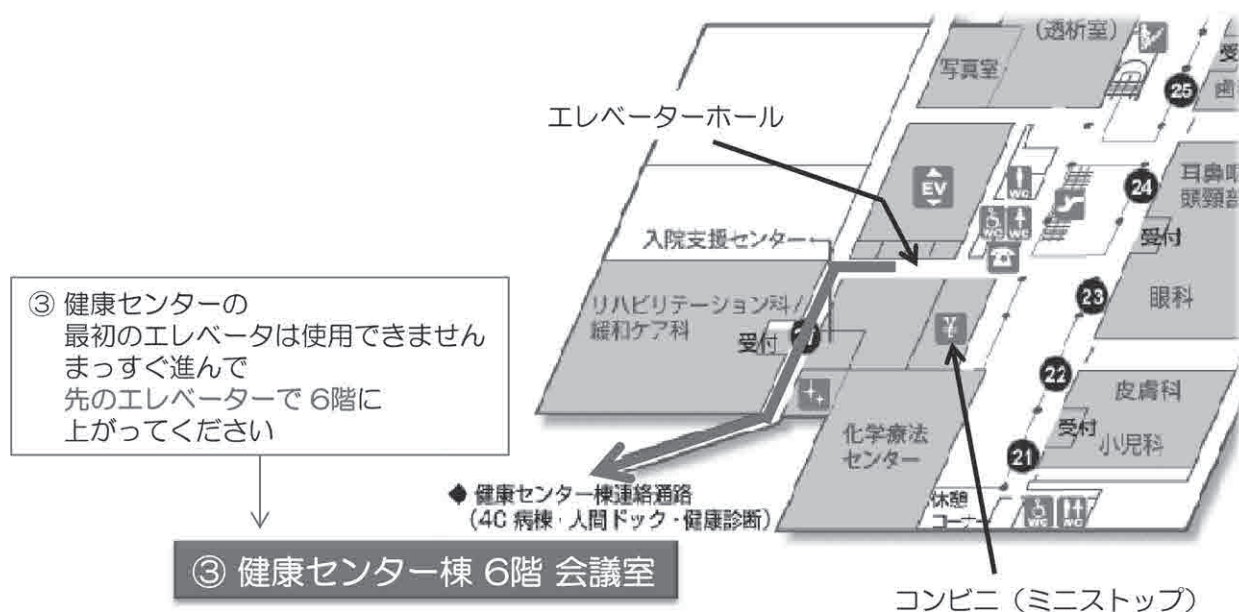 (透析室)
写真室
受
歯
25
エレベーターホール
EV
WC
24
耳鼻咽
頭頸部
WC WC
受付
入院支援センター
③ 健康センターの
最初のエレベータは使用できません
まっすぐ進んで
先のエレベーターで 6階に
上がってください
リハビリテーション科/
緩和ケア科
受付
23
眼科
¥
22
皮膚科
受付
小児科
化学療法
センター
21
◆ 健康センター棟連絡通路
(4C 病棟・人間ドック・健康診断)
休憩
コーナー
WC WC
③ 健康センター棟 6階 会議室
コンビニ(ミニストップ)